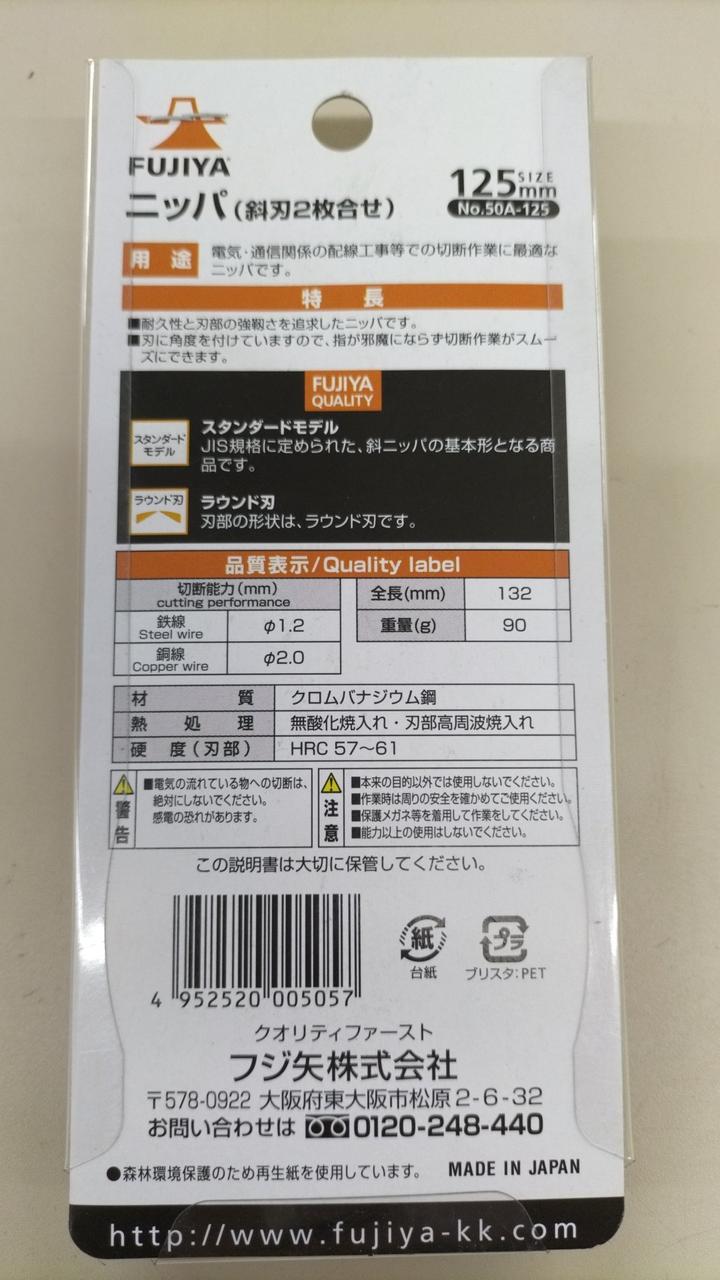 FUJIYA
ニッパ(斜刃2枚合せ)
125mm SIZE
No.50A-125
用途
電気・通信関係の配線工事等での切断作業に最適な
ニッパです。
特長
■耐久性と刃部の強靱さを追求したニッパです。
■刃に角度を付けていますので、指が邪魔にならず切断作業がスムー
ズにできます。
FUJIYA
QUALITY
スタンダード
モデル
スタンダードモデル
JIS規格に定められた、斜ニッパの基本形となる商
品です。
ラウンド刃
ラウンド刃
刃部の形状は、ラウンド刃です。
品質表示/Quality label
切断能力(mm)
cutting performance
鉄線
Steel wire
φ1.2
銅線
Copper wire
φ2.0
全長(mm) 132
重量(g) 90
材質 クロムバナジウム鋼
熱処理 無酸化焼入れ・刃部高周波焼入れ
硬度(刃部) HRC 57〜61
警告
■電気の流れている物への切断は、
絶対にしないでください。
感電の恐れがあります。
注意
■本来の目的以外では使用しないでください。
■作業時は周りの安全を確かめてご使用ください。
■保護メガネ等を着用して作業をしてください。
■能力以上の使用はしないでください。
この説明書は大切に保管してください。
4 952520 005057
紙
台紙
プラ
ブリスタ:PET
クオリティファースト
フジ矢株式会社
〒578-0922 大阪府東大阪市松原2-6-32
お問い合わせは 0120-248-440
●森林環境保護のため再生紙を使用しています。
MADE IN JAPAN
http://www.fujiya-kk.com